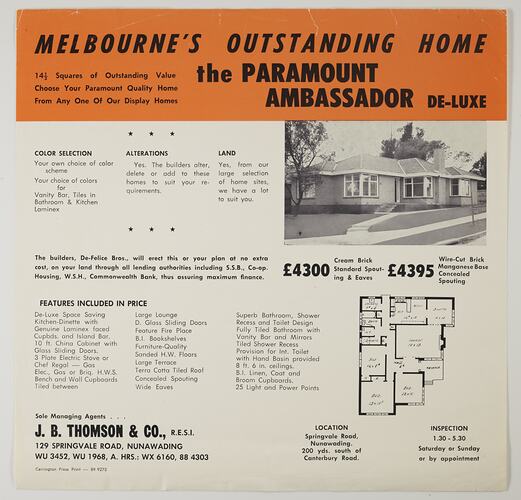 MELBOURNE'S OUTSTANDING HOME
14½ Squares of Outstanding Value
Choose Your Paramount Quality Home
From Any One Of Our Display Homes
the PARAMOUNT
AMBASSADOR DE-LUXE
★ ★ ★
COLOR SELECTION
Your own choice of color
scheme
Your choice of colors
for
Vanity Bar, Tiles in
Bathroom & Kitchen
Laminex
ALTERATIONS
Yes. The builders alter,
delete or add to these
homes to suit your re-
quirements.
LAND
Yes, from our
large selection
of home sites,
we have a lot
to suit you.
★ ★ ★
The builders, De-Felice Bros., will erect this or your plan at no extra
cost, on your land through all lending authorities including S.S.B., Co-op.
Housing, W.S.H., Commonwealth Bank, thus assuring maximum finance.
£4300
Cream Brick
Standard Spout-
ing & Eaves
£4395
Wire-Cut Brick
Manganese Base
Concealed
Spouting
FEATURES INCLUDED IN PRICE
De-Luxe Space Saving
Kitchen-Dinette with
Genuine Laminex faced
Cupbds. and Island Bar.
10 ft. China Cabinet with
Glass Sliding Doors.
3 Plate Electric Stove or
Chef Regal — Gas
Elec., Gas or Briq. H.W.S.
Bench and Wall Cupboards
Tiled between
Large Lounge
D. Glass Sliding Doors
Feature Fire Place
B.I. Bookshelves
Furniture-Quality
Sanded H.W. Floors
Large Terrace
Terra Cotta Tiled Roof
Concealed Spouting
Wide Eaves
Superb Bathroom, Shower
Recess and Toilet Design
Fully Tiled Bathroom with
Vanity Bar and Mirrors
Tiled Shower Recess
Provision for Int. Toilet
with Hand Basin provided
8 ft. 6 in. ceilings.
B.I. Linen, Coat and
Broom Cupboards.
25 Light and Power Points
Sole Managing Agents . . .
J. B. THOMSON & CO., R.E.S.I.
129 SPRINGVALE ROAD, NUNAWADING
WU 3452, WU 1968, A. HRS.: WX 6160, 88 4303
Carrington Press Print — 89 9272
LOCATION
Springvale Road,
Nunawading.
200 yds. south of
Canterbury Road.
INSPECTION
1.30 - 5.30
Saturday or Sunday
or by appointment